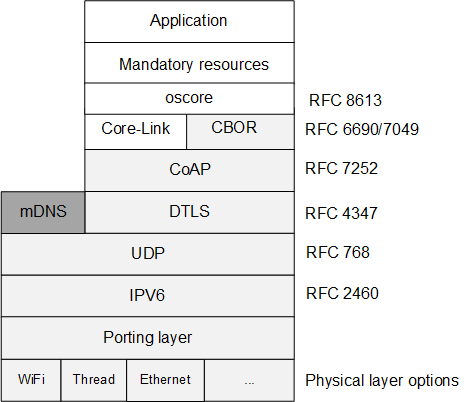 Application
Mandatory resources
oscore RFC 8613
Core-Link CBOR RFC 6690/7049
CoAP RFC 7252
mDNS DTLS RFC 4347
UDP RFC 768
IPV6 RFC 2460
Porting layer
WiFi Thread Ethernet ... Physical layer options